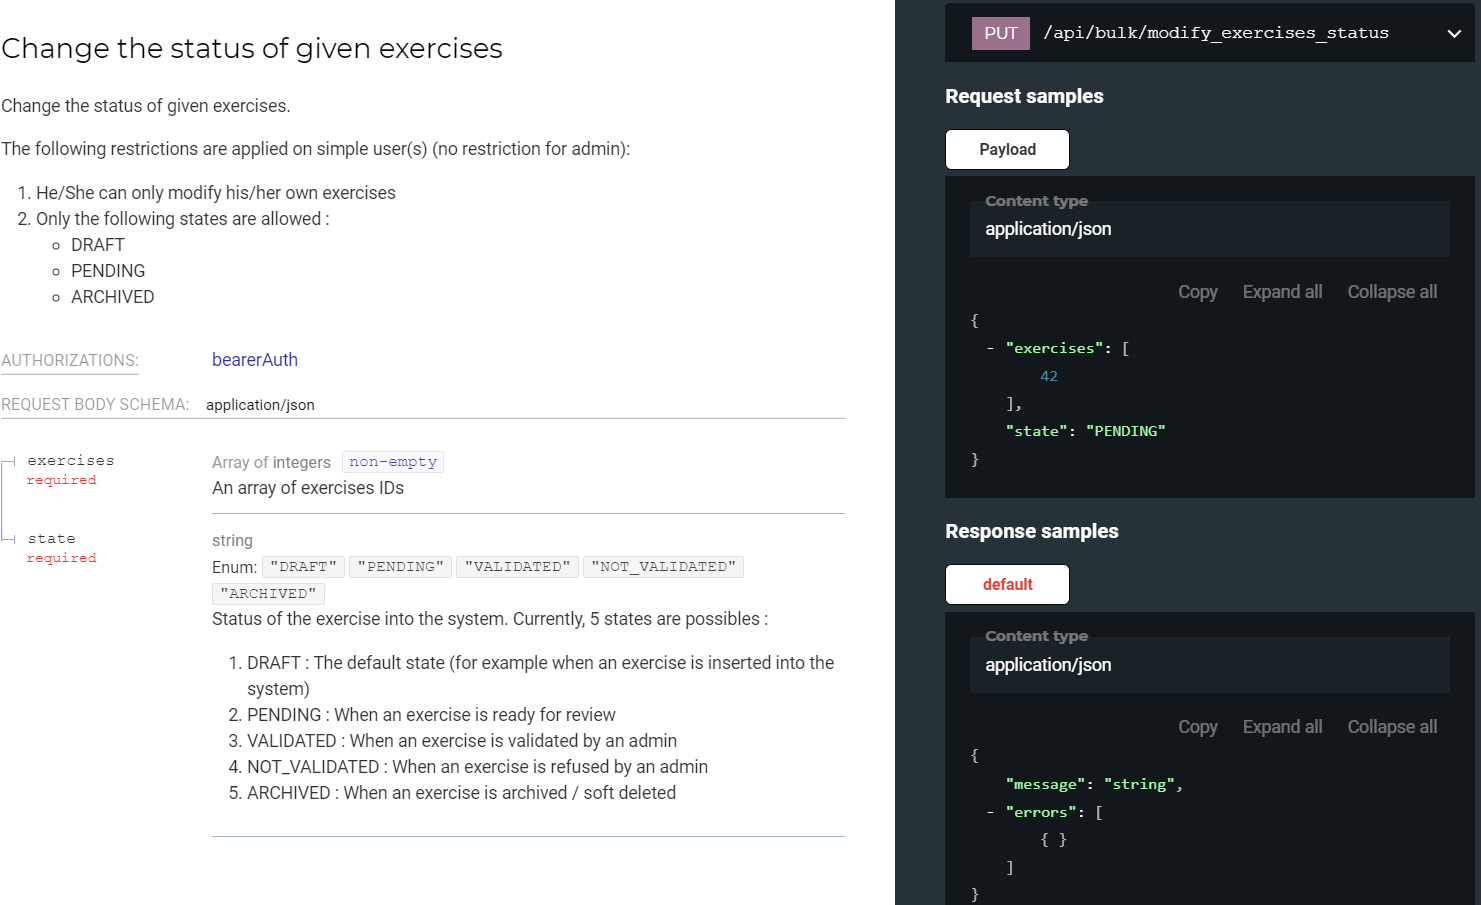 Change the status of given exercises
Change the status of given exercises.
The following restrictions are applied on simple user(s) (no restriction for admin):
1. He/She can only modify his/her own exercises
2. Only the following states are allowed :
DRAFT
PENDING
ARCHIVED
AUTHORIZATIONS: bearerAuth
REQUEST BODY SCHEMA: application/json
exercises
required
Array of integers non-empty
An array of exercises IDs
state
required
string
Enum: "DRAFT" "PENDING" "VALIDATED" "NOT_VALIDATED"
"ARCHIVED"
Status of the exercise into the system. Currently, 5 states are possibles :
1. DRAFT : The default state (for example when an exercise is inserted into the
system)
2. PENDING : When an exercise is ready for review
3. VALIDATED : When an exercise is validated by an admin
4. NOT_VALIDATED : When an exercise is refused by an admin
5. ARCHIVED : When an exercise is archived / soft deleted
PUT /api/bulk/modify_exercises_status
Request samples
Payload
Content type
application/json
Copy Expand all Collapse all
{
- "exercises": [
42
],
"state": "PENDING"
}
Response samples
default
Content type
application/json
Copy Expand all Collapse all
{
"message": "string",
- "errors": [
{ }
]
}